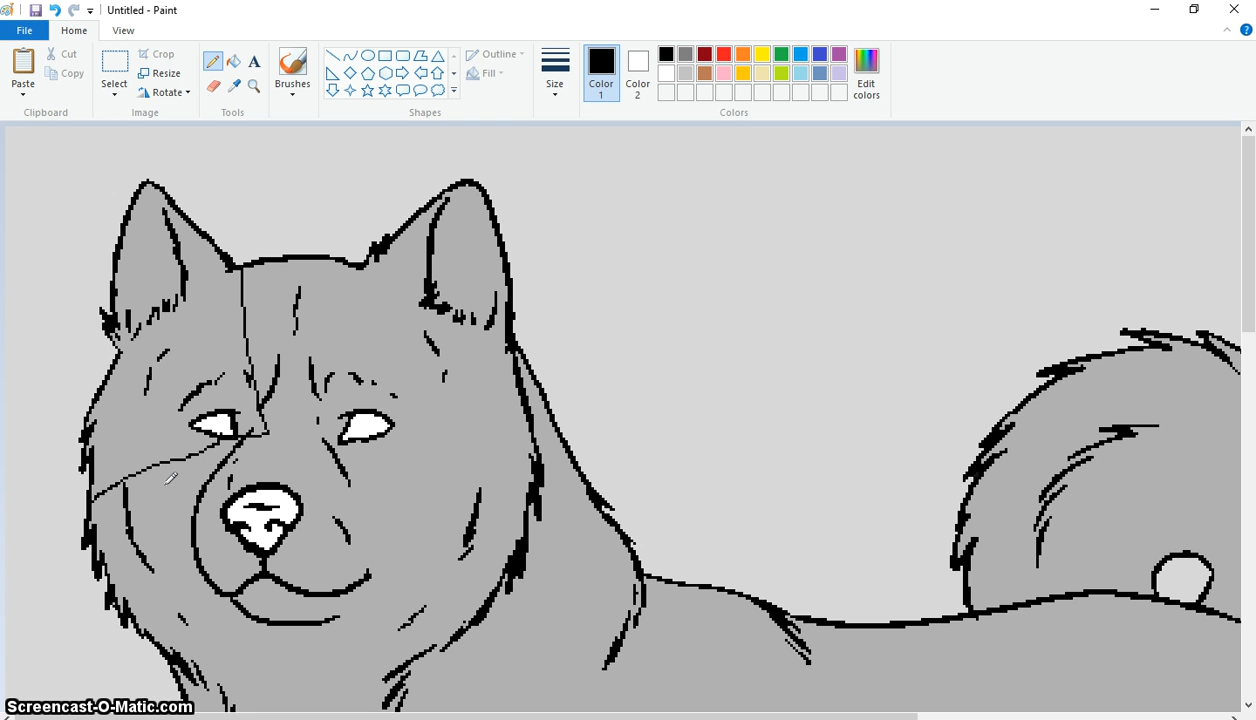 Untitled - Paint
File
Home
View
Paste
Cut
Copy
Clipboard
Select
Crop
Resize
Rotate
Image
A
Tools
Brushes
Outline
Fill
Shapes
Size
Color
1
Color
2
Edit
colors
Colors
Screencast-O-Matic.com